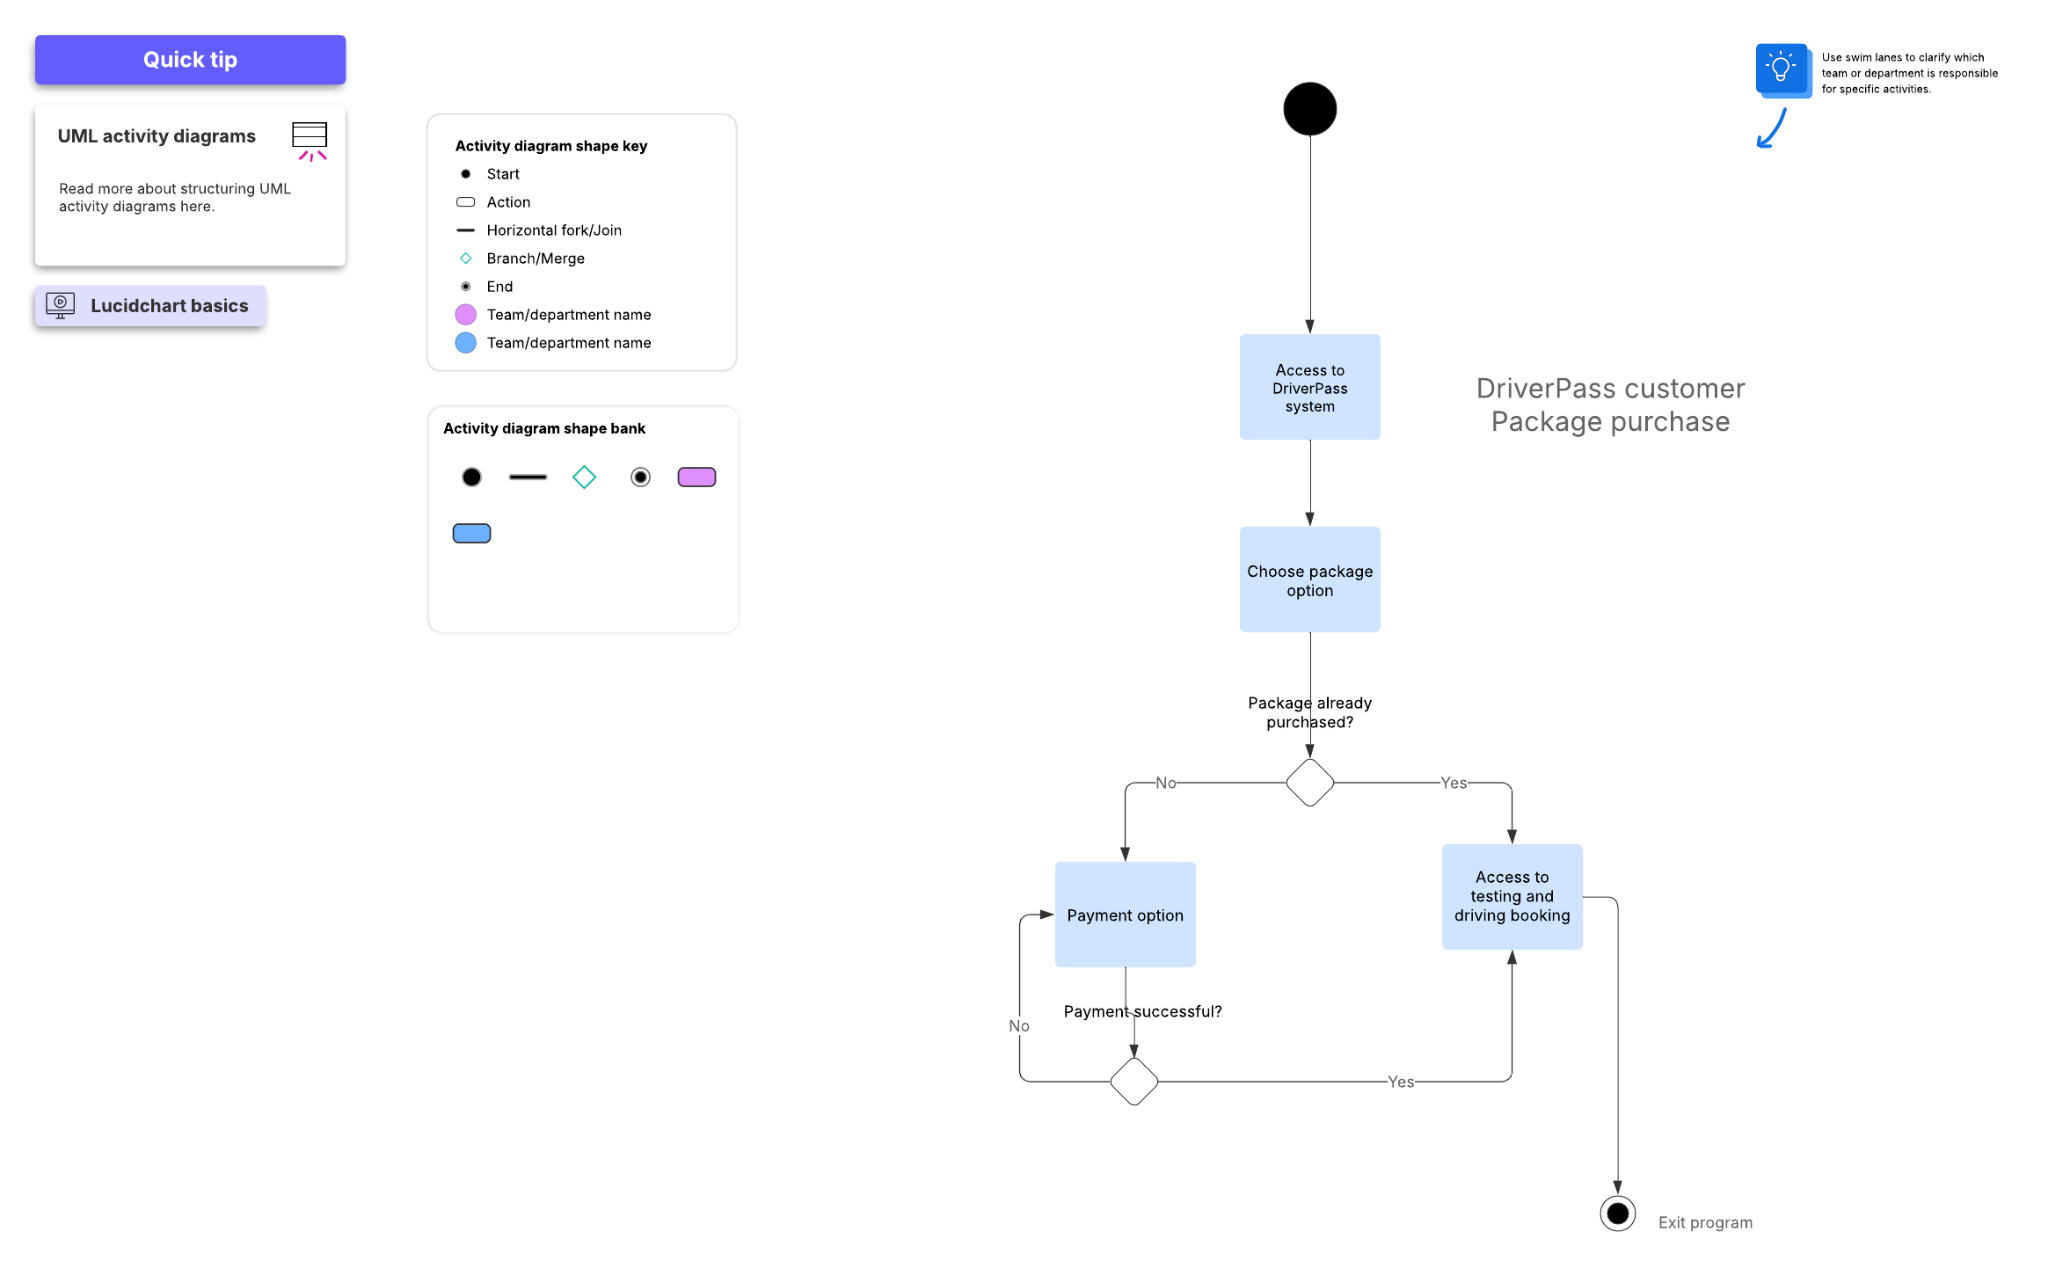 Quick tip
UML activity diagrams
Read more about structuring UML
activity diagrams here.
Lucidchart basics
Activity diagram shape key
Start
Action
Horizontal fork/Join
Branch/Merge
End
Team/department name
Team/department name
Activity diagram shape bank
Use swim lanes to clarify which
team or department is responsible
for specific activities.
DriverPass customer
Package purchase
Access to
DriverPass
system
Choose package
option
Package already
purchased?
No
Yes
Payment option
Access to
testing and
driving booking
Payment successful?
No
Yes
Exit program